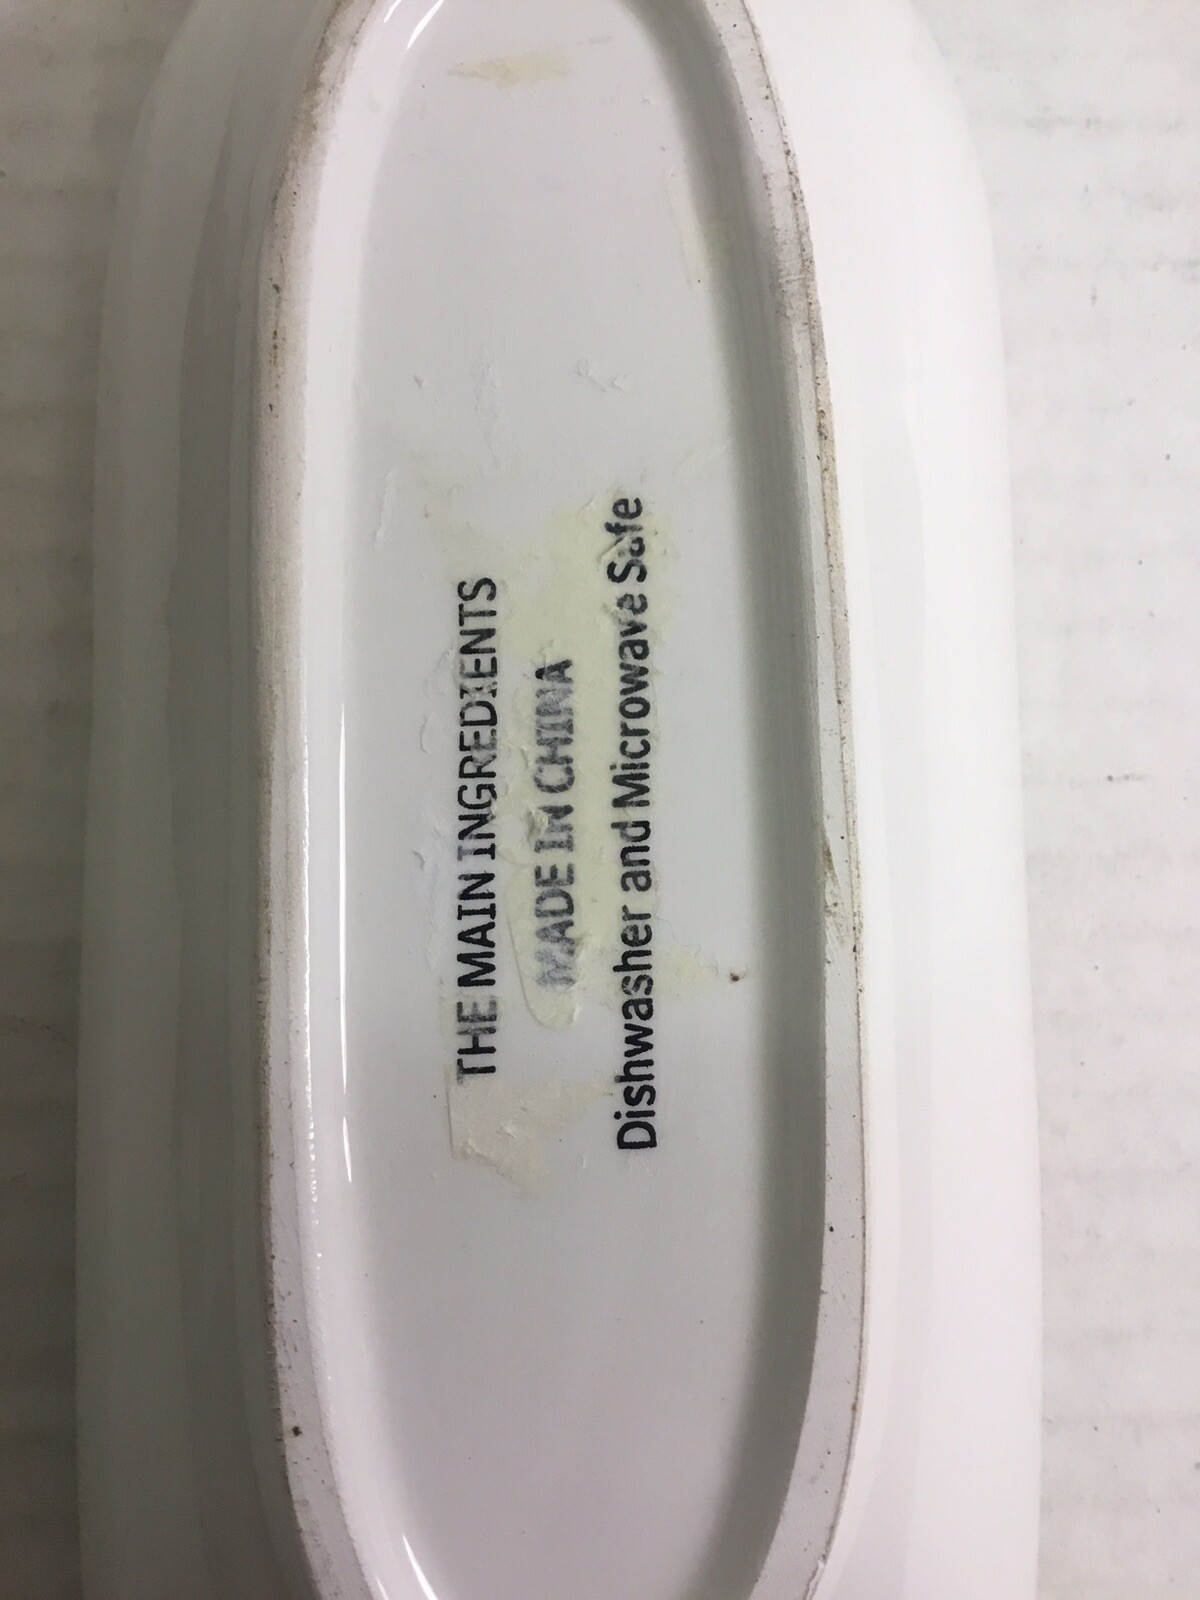 THE MAIN INGREDIENTS
MADE IN CHINA
Dishwasher and Microwave Safe